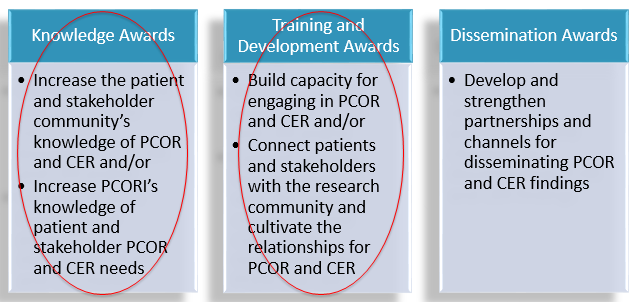 Knowledge Awards
• Increase the patient
and stakeholder
community's
knowledge of PCOR
and CER and/or
• Increase PCORI's
knowledge of
patient and
stakeholder PCOR
and CER needs
Training and
Development Awards
• Build capacity for
engaging in PCOR
and CER and/or
• Connect patients
and stakeholders
with the research
community and
cultivate the
relationships for
PCOR and CER
Dissemination Awards
• Develop and
strengthen
partnerships and
channels for
disseminating PCOR
and CER findings